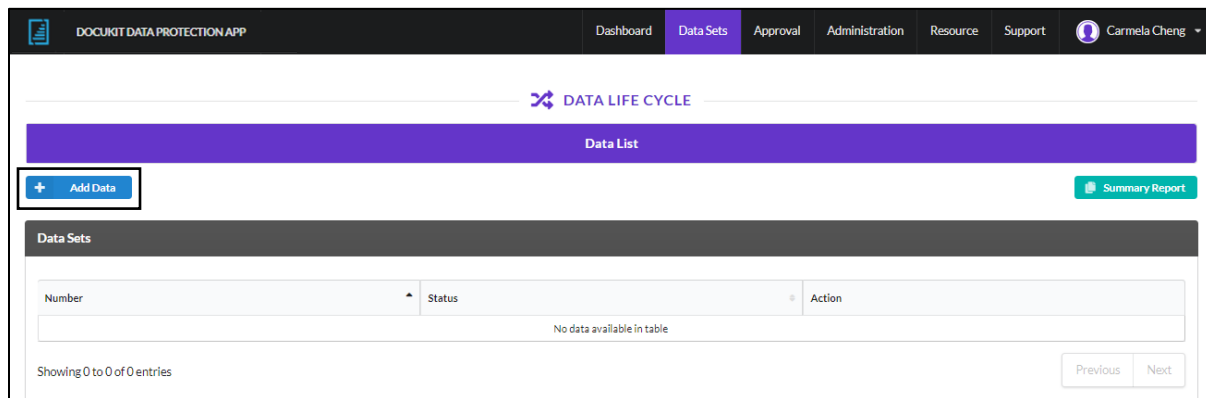 DOCUKIT DATA PROTECTION APP Dashboard Data Sets Approval Administration Resource Support Carmela Cheng
DATA LIFE CYCLE
Data List
Add Data Summary Report
Data Sets
Number Status Action
No data available in table
Showing 0 to 0 of 0 entries Previous Next